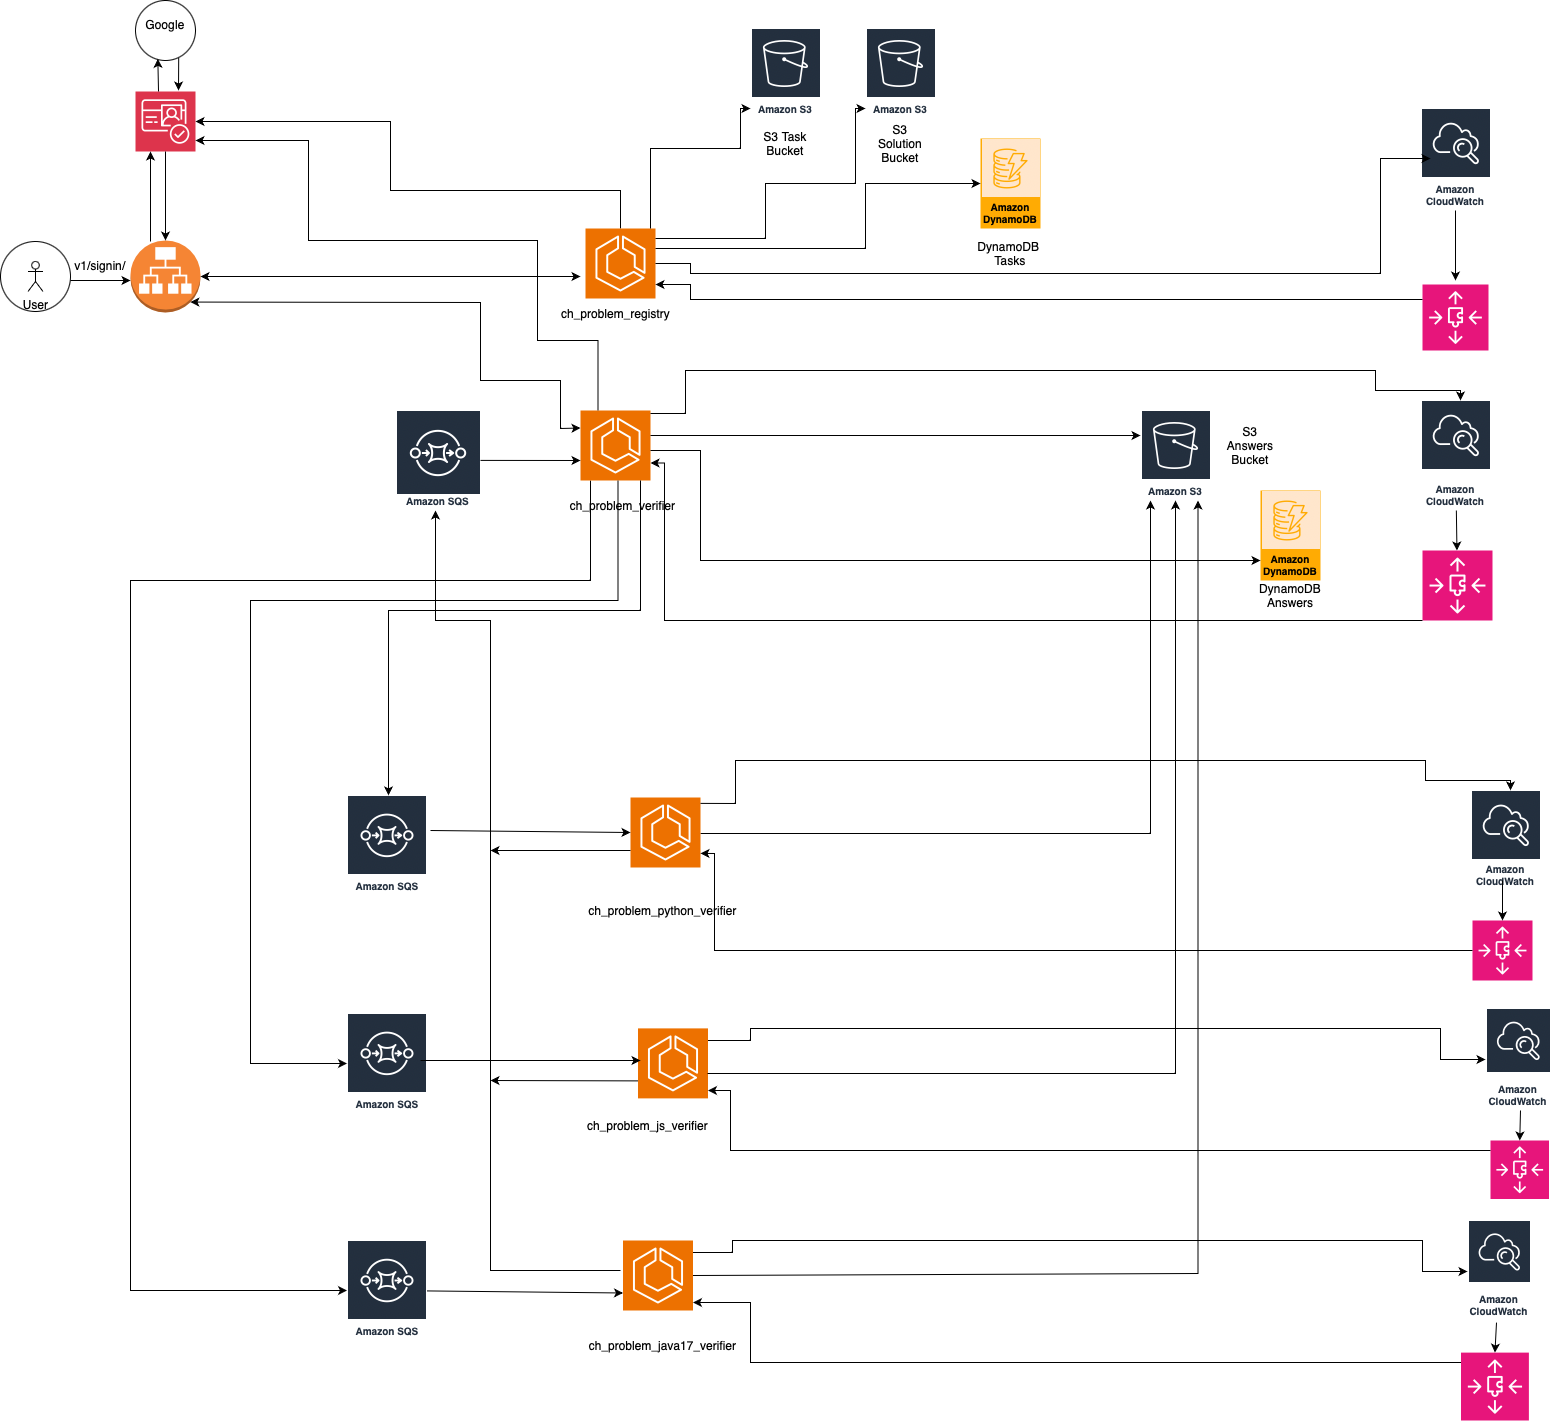 Google
Amazon S3
S3 Task
Bucket
Amazon S3
S3
Solution
Bucket
Amazon
DynamoDB
DynamoDB
Tasks
Amazon
CloudWatch
v1/signin/
User
ch_problem_registry
Amazon SQS
ch_problem_verifier
Amazon S3
S3
Answers
Bucket
Amazon
CloudWatch
Amazon
DynamoDB
DynamoDB
Answers
Amazon SQS
ch_problem_python_verifier
Amazon
CloudWatch
Amazon SQS
ch_problem_js_verifier
Amazon
CloudWatch
Amazon SQS
ch_problem_java17_verifier
Amazon
CloudWatch